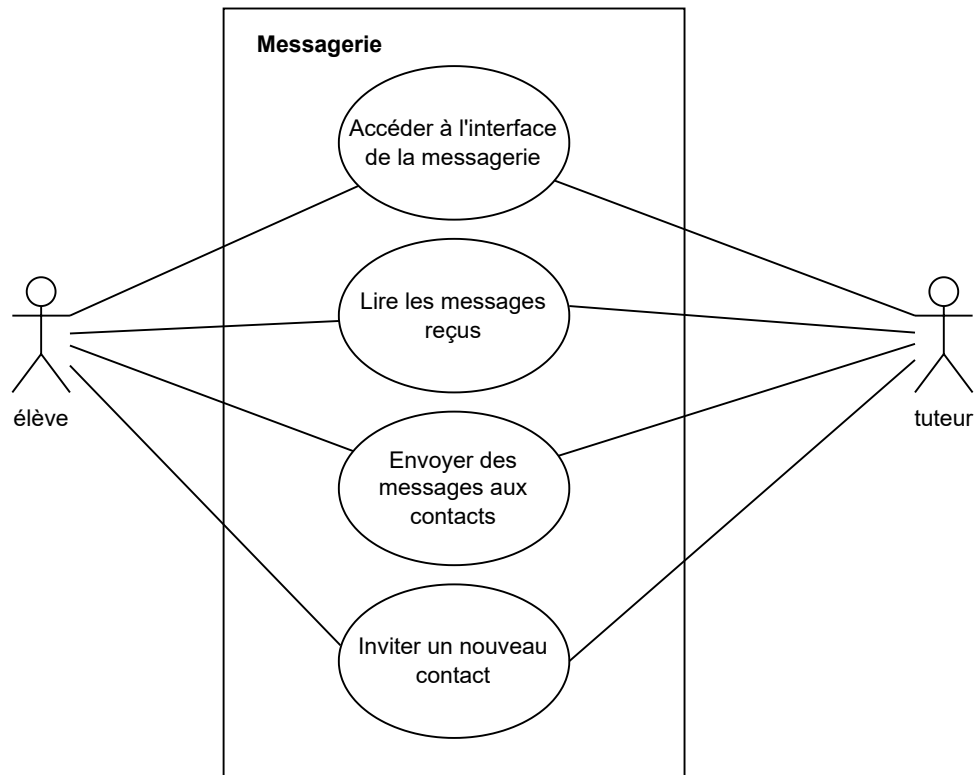 Messagerie
Accéder à l'interface
de la messagerie
Lire les messages
reçus
élève
tuteur
Envoyer des
messages aux
contacts
Inviter un nouveau
contact